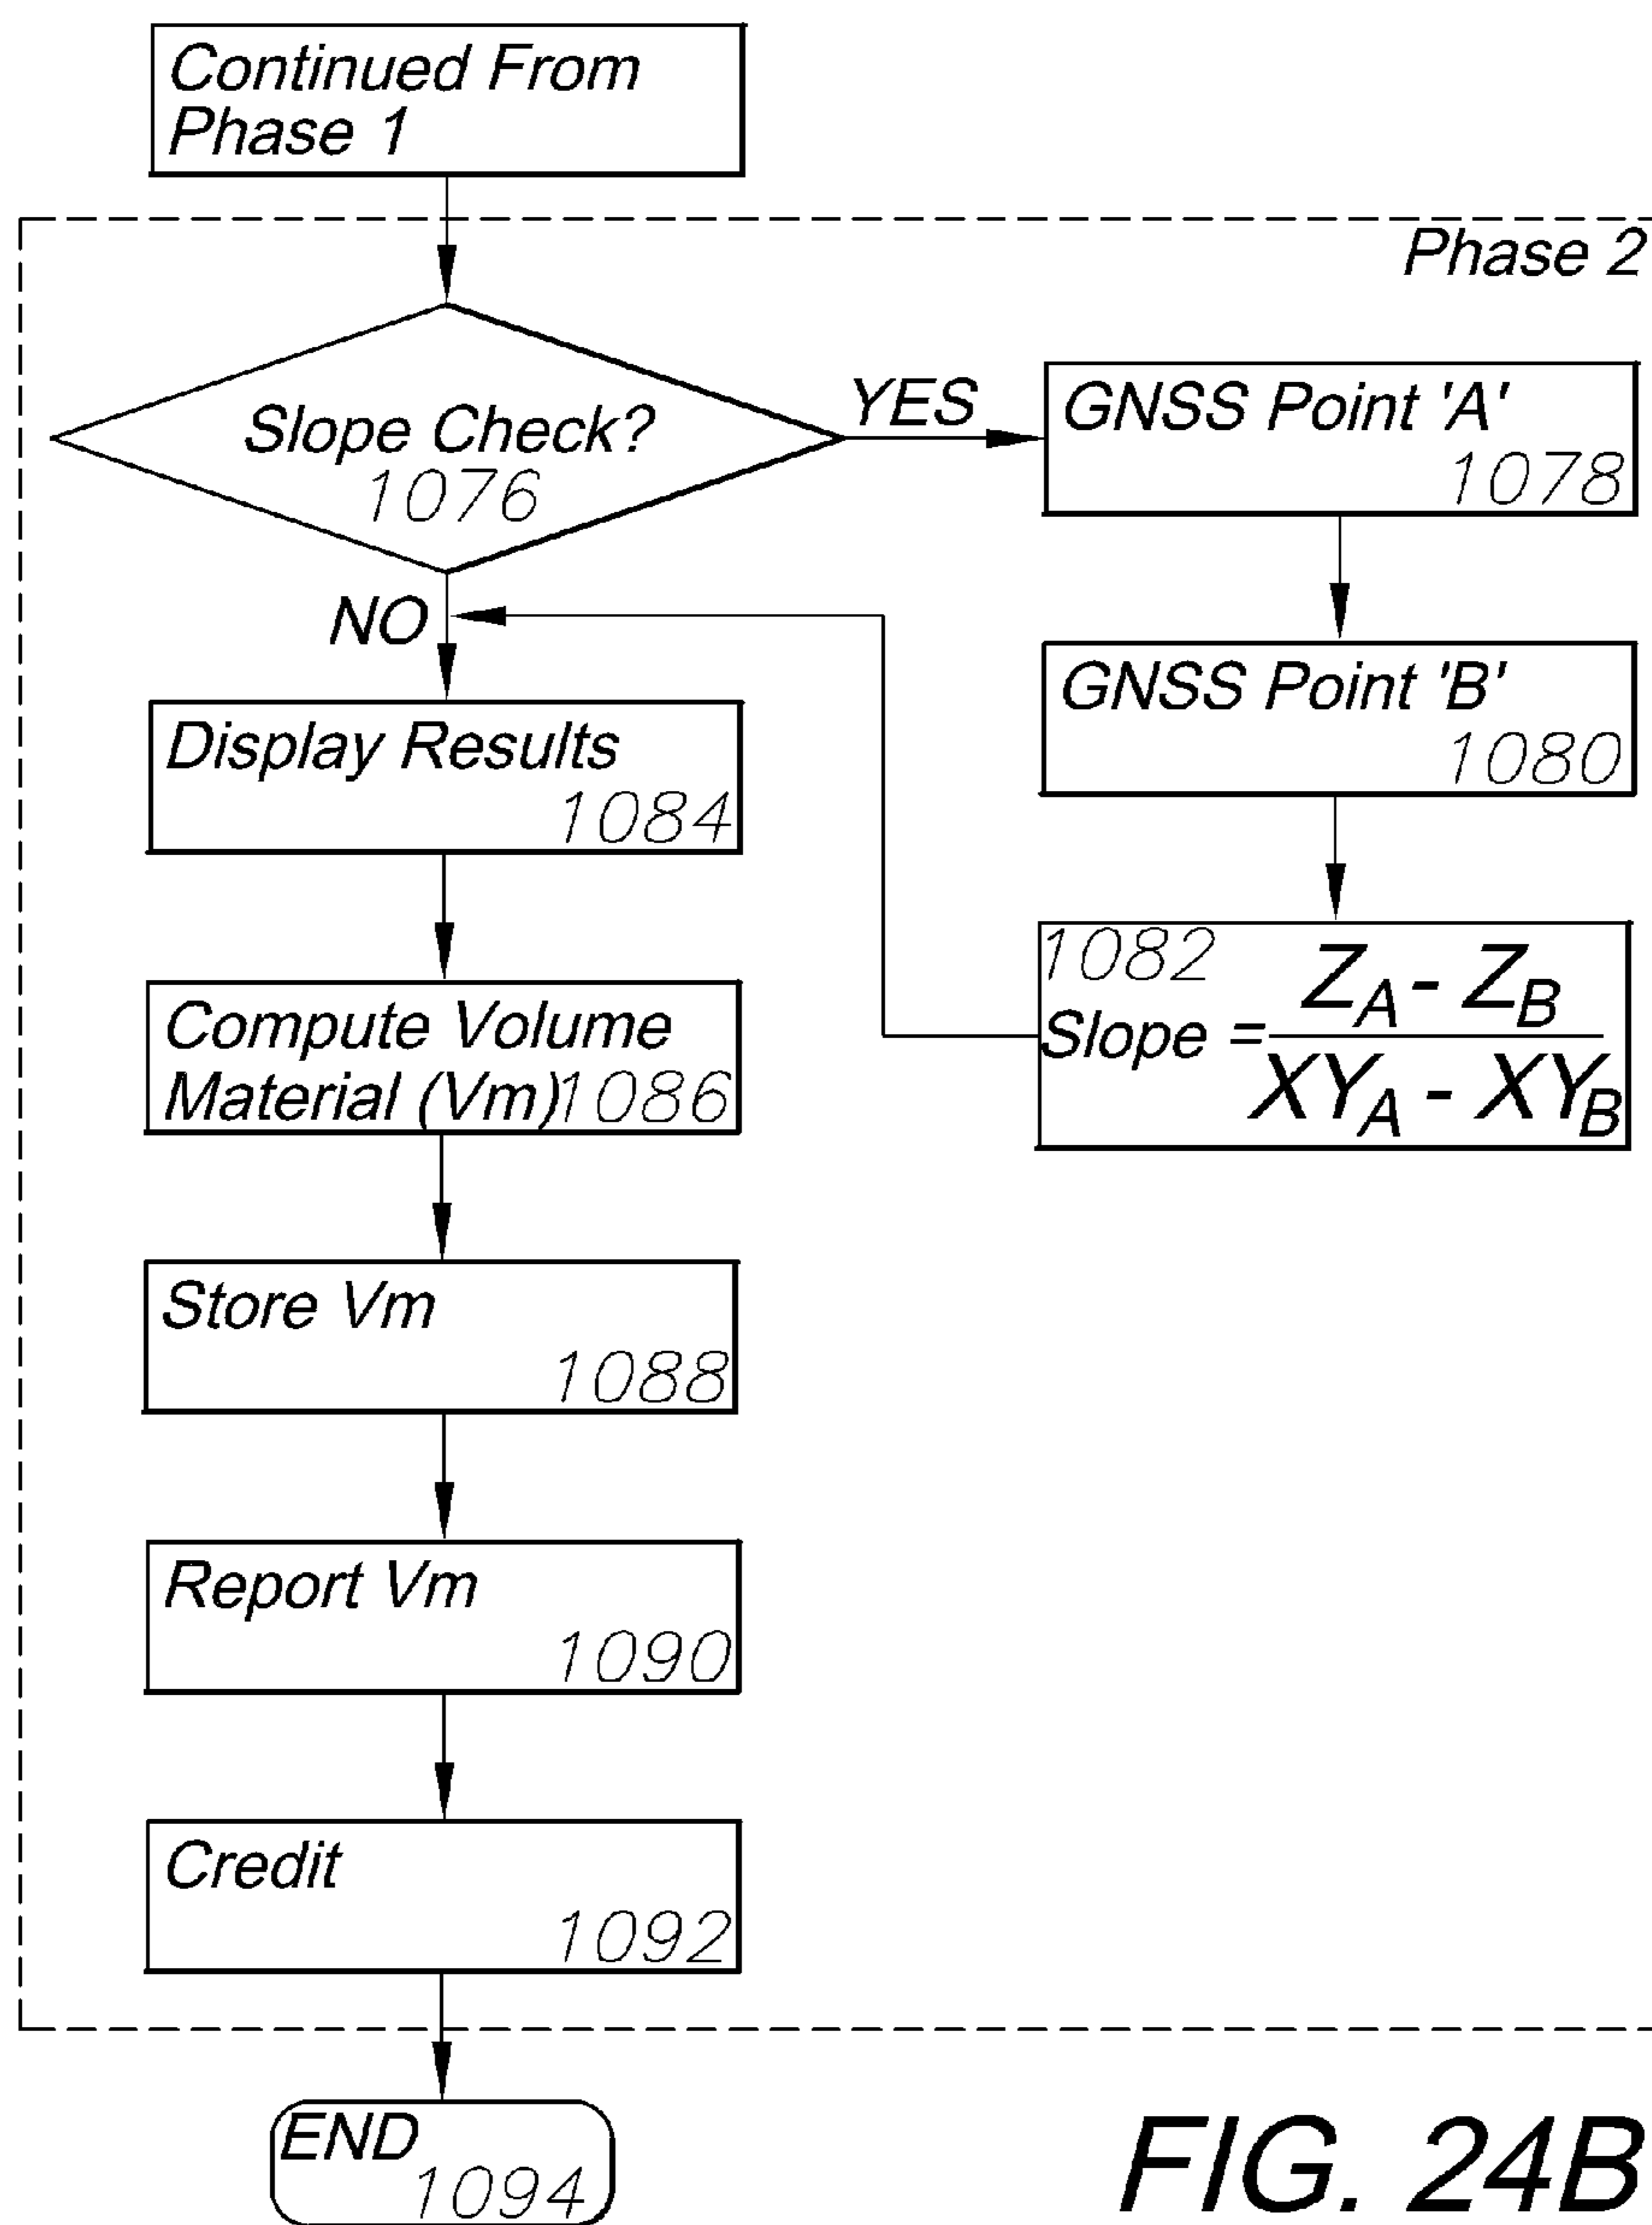 Continued From
Phase 1
Phase 2
Slope Check?
1076
YES
GNSS Point 'A'
1078
NO
GNSS Point 'B'
1080
Display Results
1084
1082
Slope = Z_A - Z_B
XY_A - XY_B
Compute Volume
Material (Vm) 1086
Store Vm
1088
Report Vm
1090
Credit
1092
END
1094
FIG. 24B